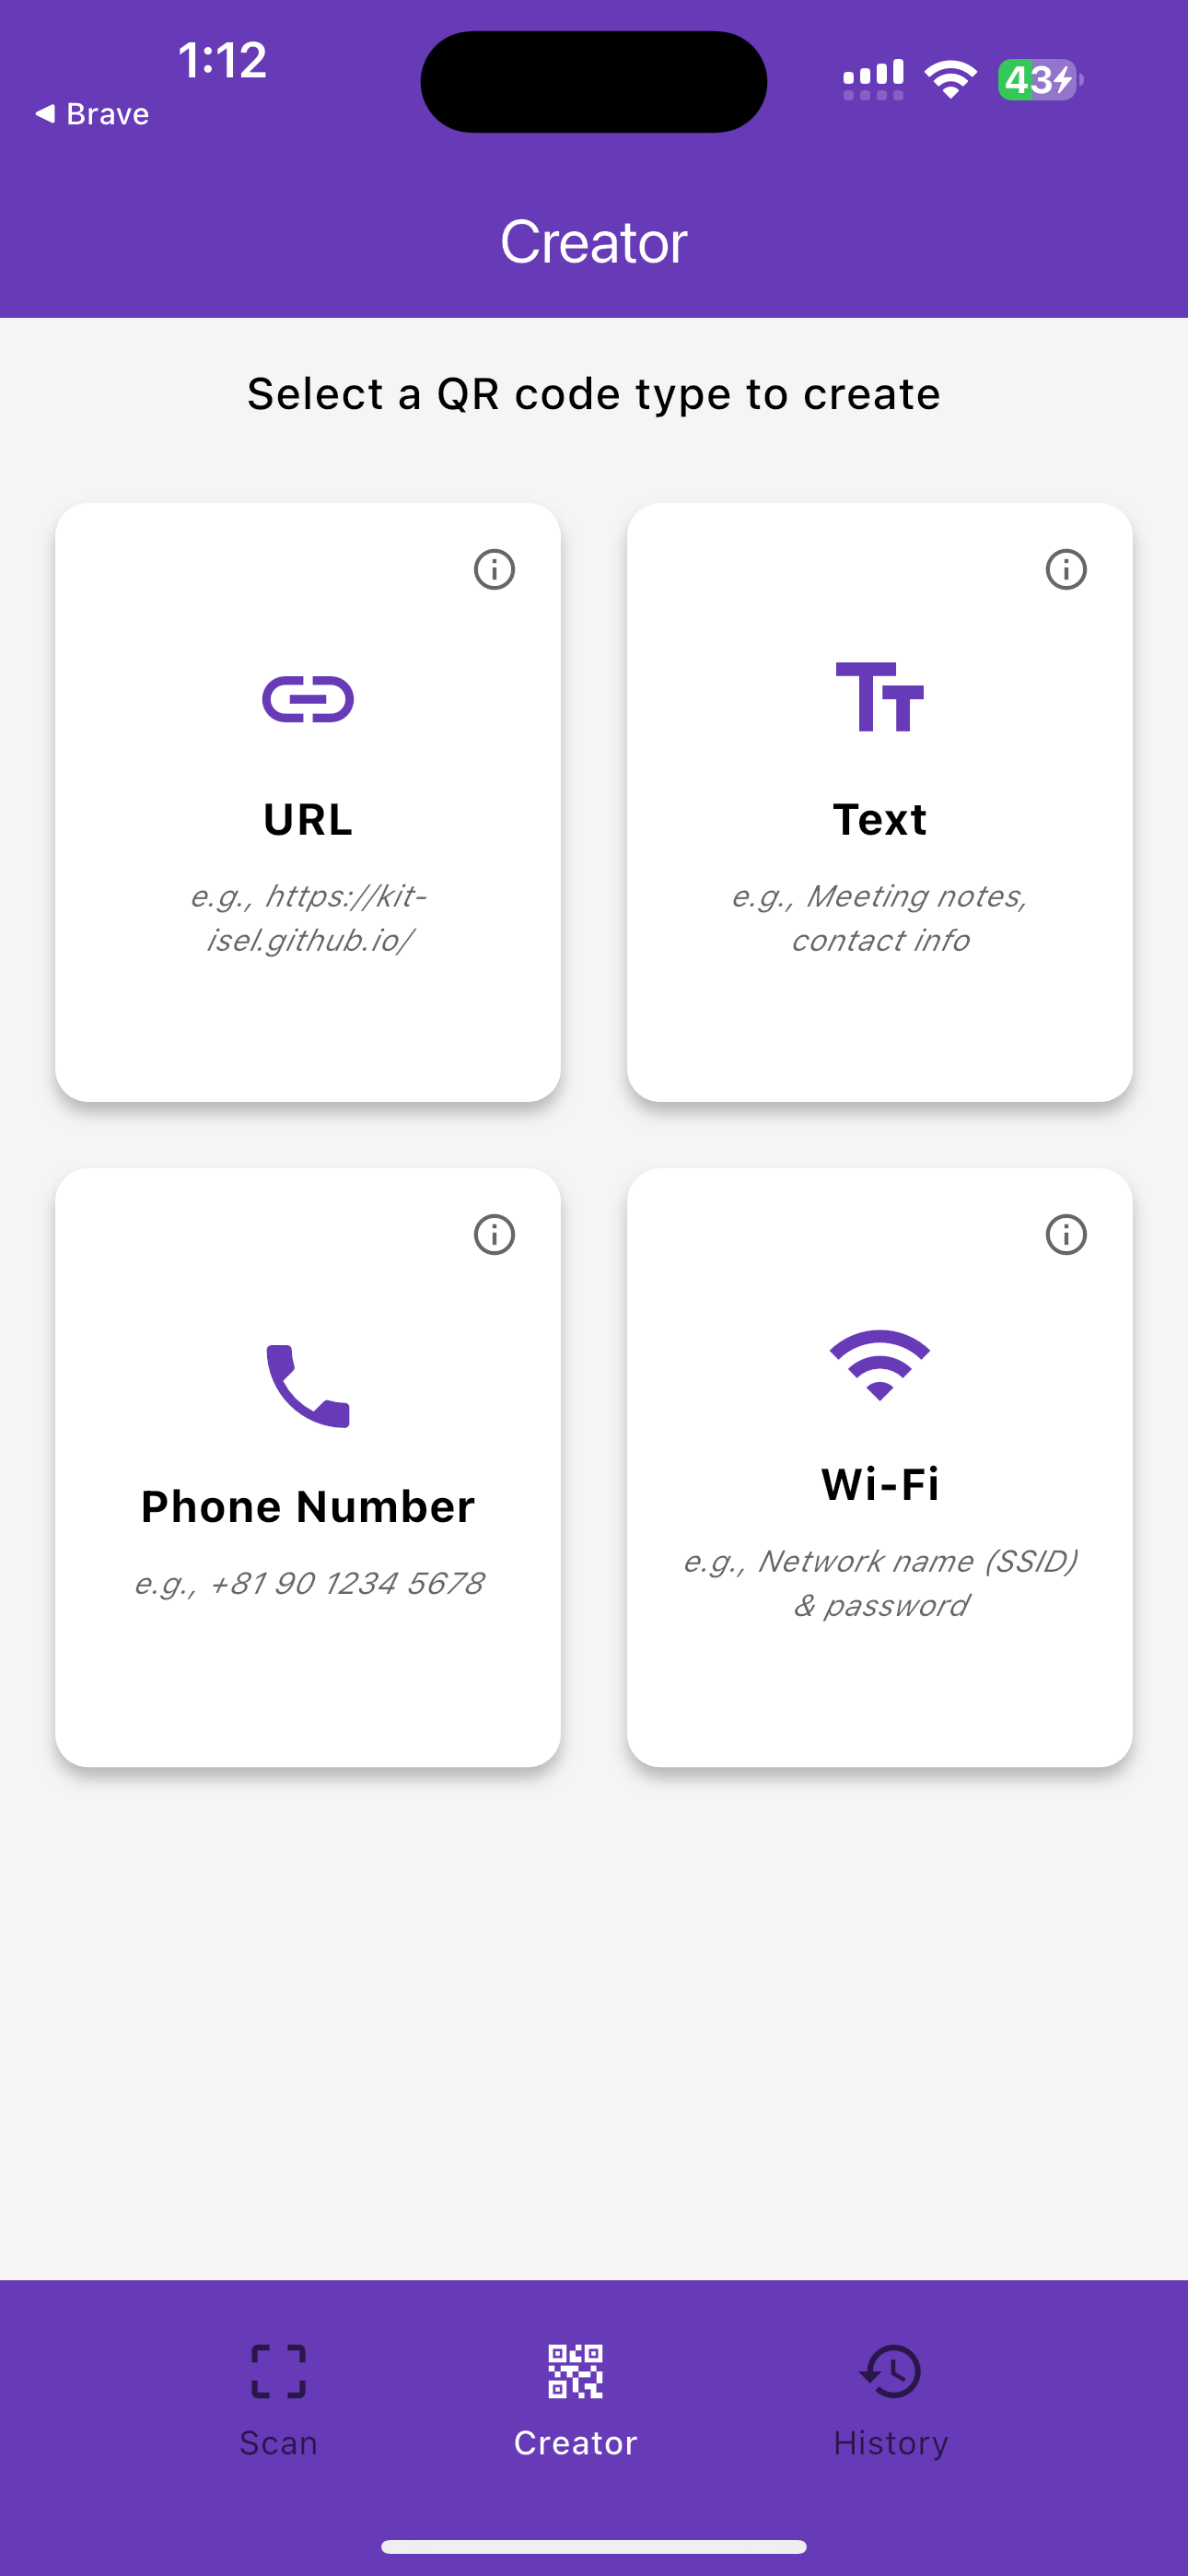 1:12
43
◀ Brave
Creator
Select a QR code type to create
URL
e.g., https://kit-
isel.github.io/
Text
e.g., Meeting notes,
contact info
Phone Number
e.g., +81 90 1234 5678
Wi-Fi
e.g., Network name (SSID)
& password
Scan
Creator
History